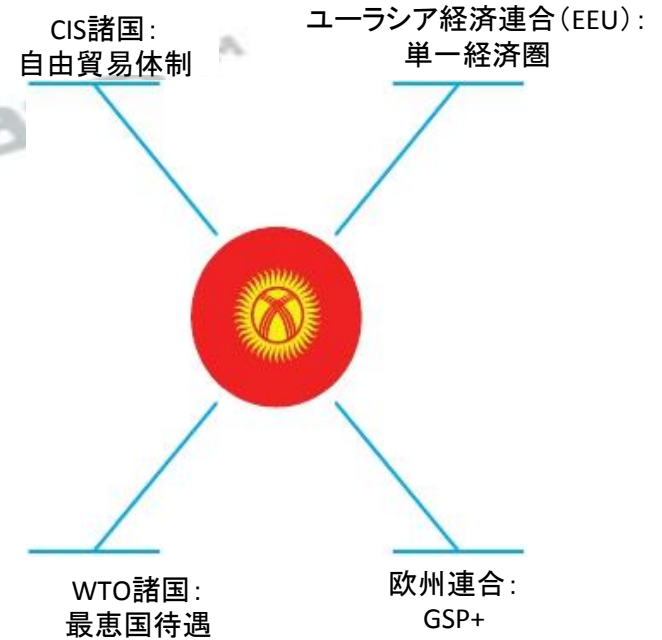 CIS諸国:
自由貿易体制
ユーラシア経済連合（EEU）:
単一経済圏
WTO諸国:
最恵国待遇
欧州連合:
GSP+